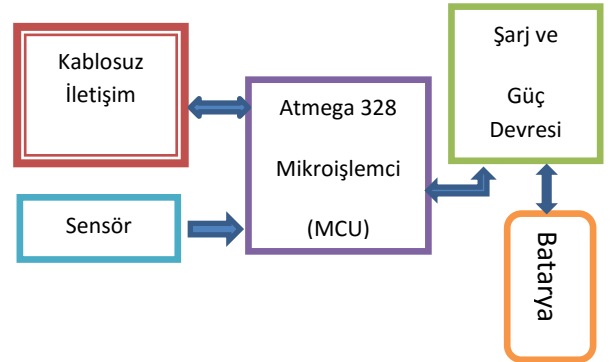 Kablosuz
İletişim
Atmega 328
Mikroişlemci
(MCU)
Şarj ve
Güç
Devresi
Sensör
Batarya